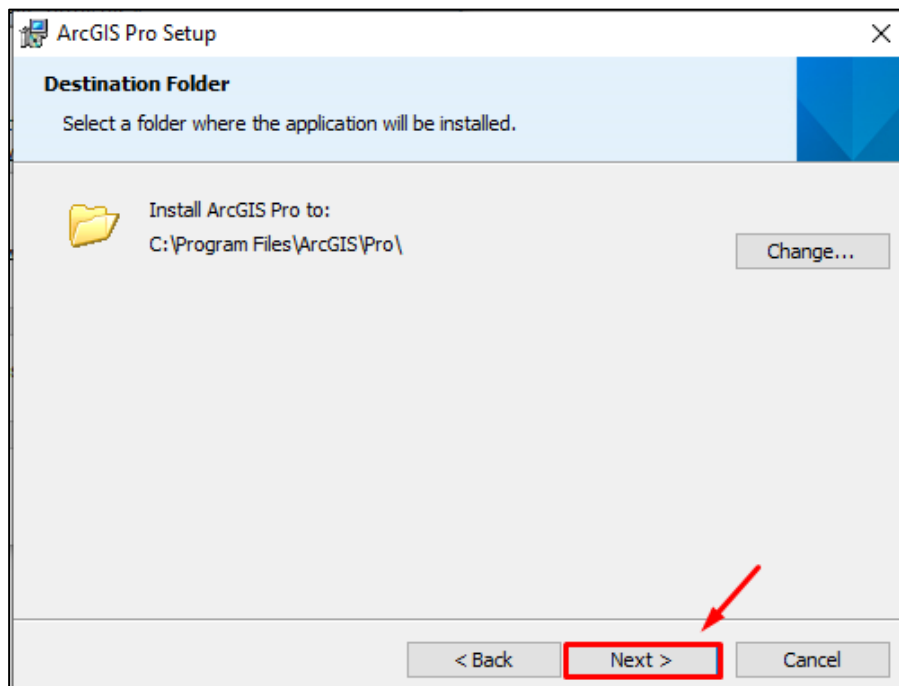 ArcGIS Pro Setup
Destination Folder
Select a folder where the application will be installed.
Install ArcGIS Pro to:
C:\Program Files\ArcGIS\Pro\
Change...
< Back
Next >
Cancel